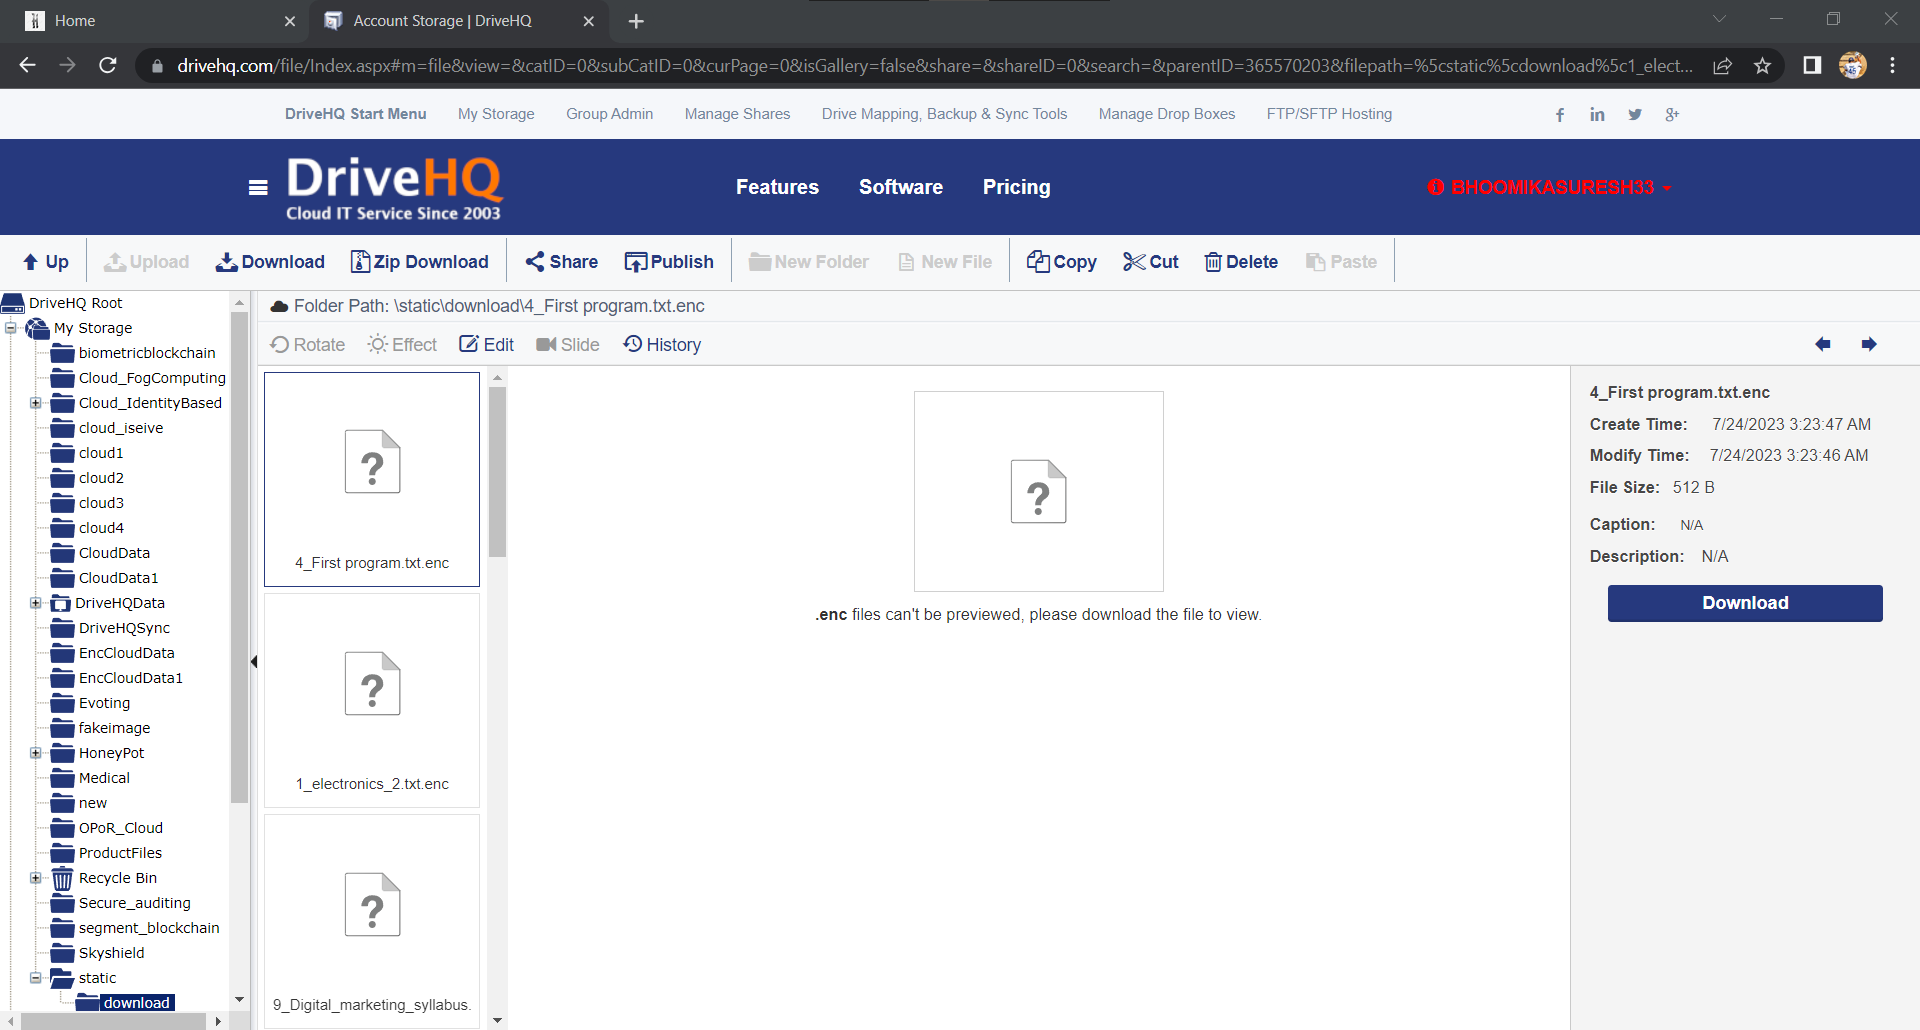 Home
Account Storage | DriveHQ
drivehq.com/file/Index.aspx#m=file&view=&catID=0&subCatID=0&curPage=0&isGallery=false&share=&shareID=0&search=&parentID=365570203&filepath=%5cstatic%5cdownload%5c1_elect...
DriveHQ Start Menu My Storage Group Admin Manage Shares Drive Mapping, Backup & Sync Tools Manage Drop Boxes FTP/SFTP Hosting
DriveHQ
Cloud IT Service Since 2003
Features Software Pricing
BHOOMIKASURESH33
Up Upload Download Zip Download Share Publish New Folder New File Copy Cut Delete Paste
DriveHQ Root
My Storage
biometricblockchain
Cloud_FogComputing
Cloud_IdentityBased
cloud_iseive
cloud1
cloud2
cloud3
cloud4
CloudData
CloudData1
DriveHQData
DriveHQSync
EncCloudData
EncCloudData1
Evoting
fakeimage
HoneyPot
Medical
new
OPoR_Cloud
ProductFiles
Recycle Bin
Secure_auditing
segment_blockchain
Skyshield
static
download
Folder Path: \static\download\4_First program.txt.enc
Rotate Effect Edit Slide History
4_First program.txt.enc
1_electronics_2.txt.enc
9_Digital_marketing_syllabus.
.enc files can't be previewed, please download the file to view.
4_First program.txt.enc
Create Time: 7/24/2023 3:23:47 AM
Modify Time: 7/24/2023 3:23:46 AM
File Size: 512 B
Caption: N/A
Description: N/A
Download